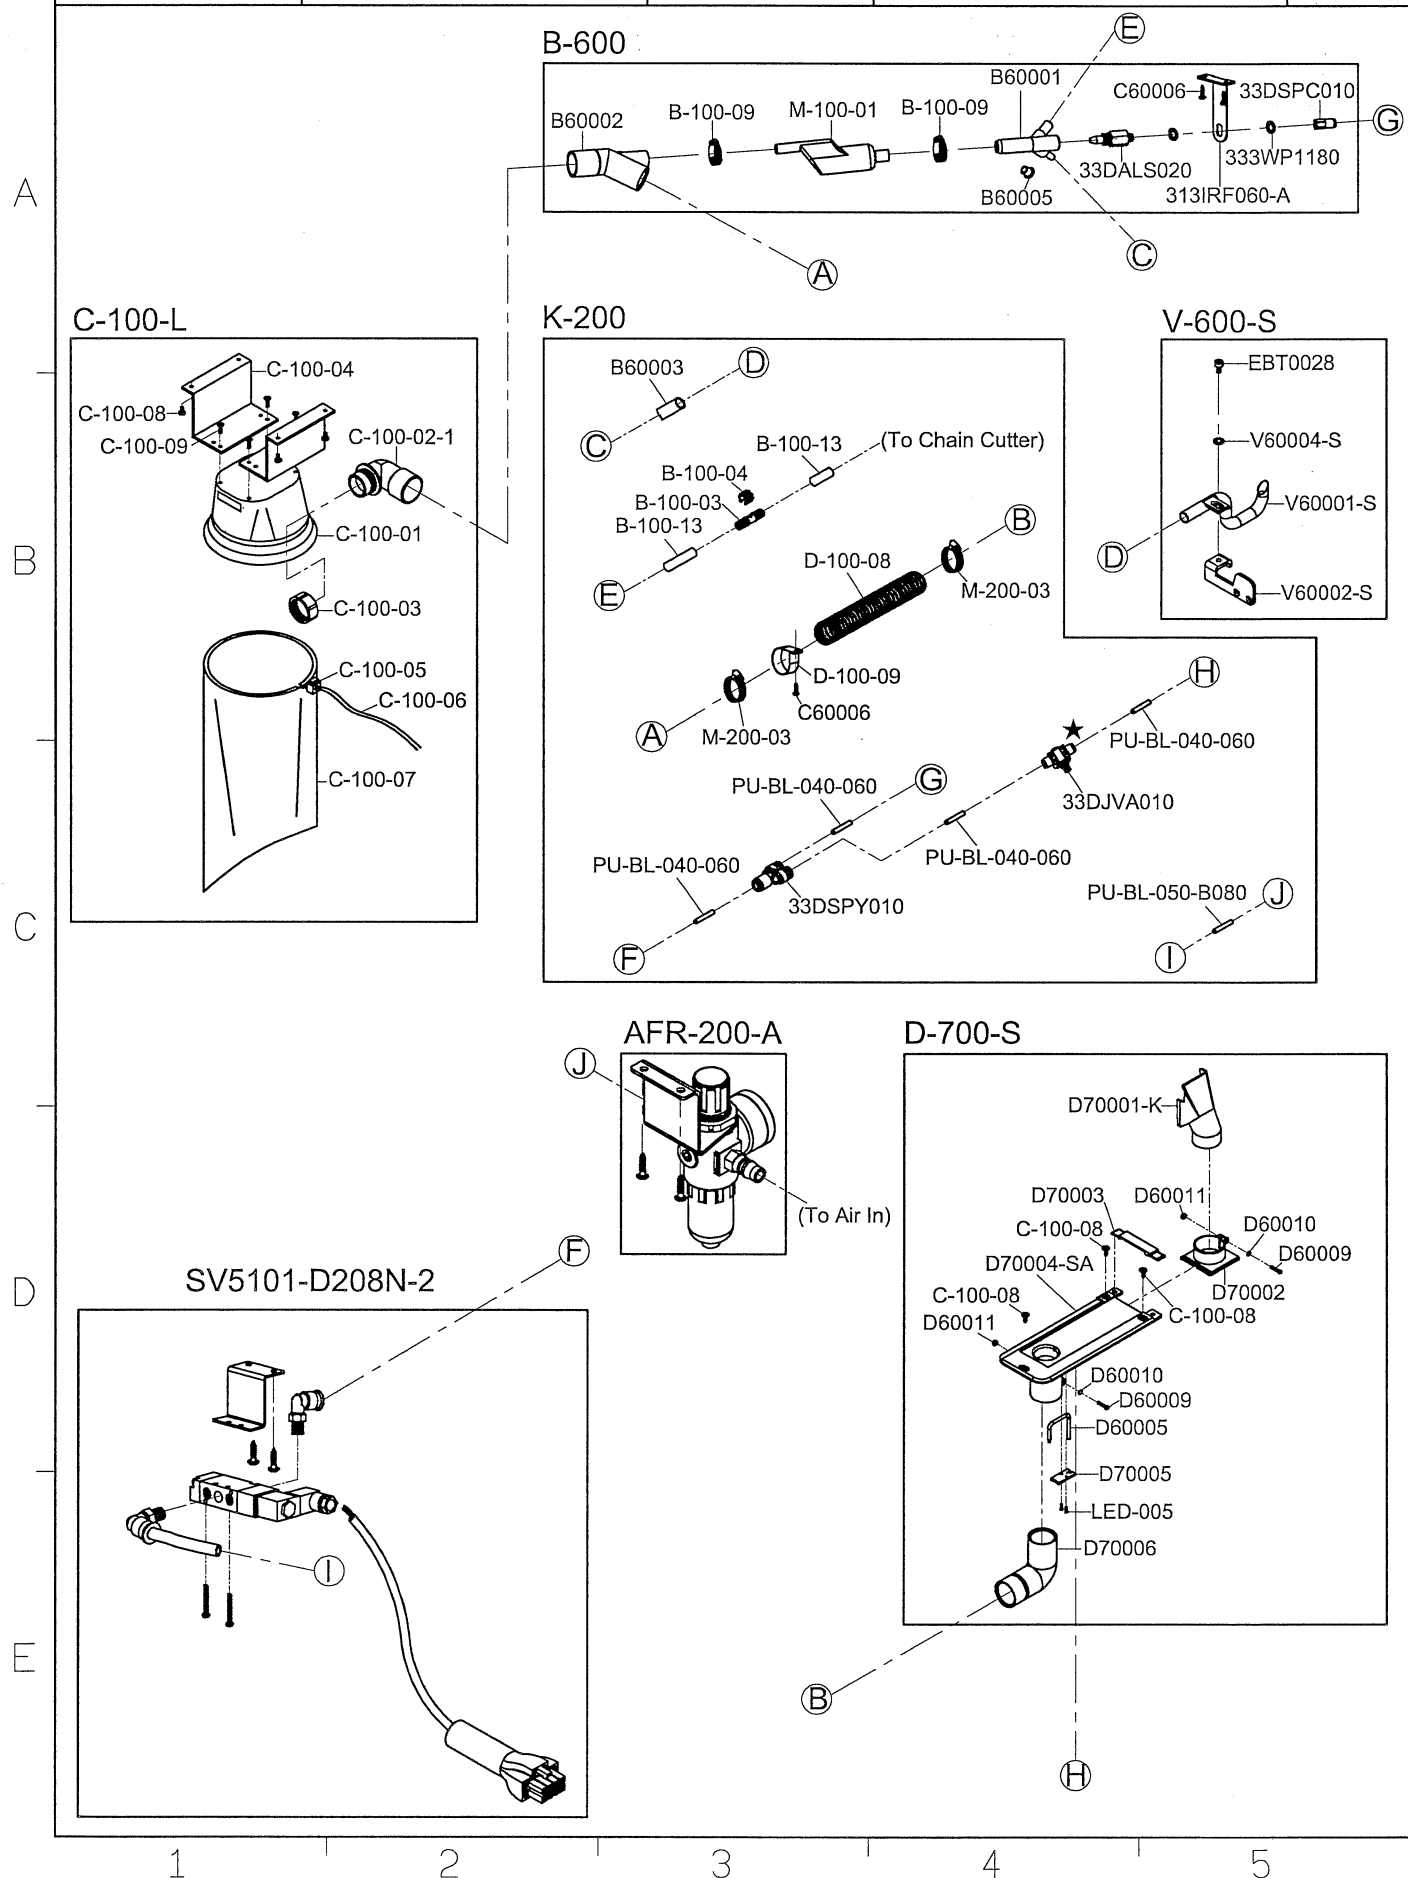 B-600
E
B60001
C60006
33DSPC010
B-100-09
M-100-01
B-100-09
B60002
G
333WP1180
33DALS020
B60005
313IRF060-A
A
C
A
C-100-L
C-100-04
C-100-08
C-100-09
C-100-02-1
C-100-01
C-100-03
C-100-05
C-100-06
C-100-07
K-200
B60003
D
C
B-100-13
(To Chain Cutter)
B-100-04
B-100-03
B-100-13
E
B
D-100-08
M-200-03
D-100-09
C60006
A
M-200-03
H
★
PU-BL-040-060
33DJVA010
PU-BL-040-060
G
PU-BL-040-060
PU-BL-040-060
33DSPY010
F
PU-BL-050-B080
J
I
V-600-S
EBT0028
V60004-S
V60001-S
D
V60002-S
B
C
AFR-200-A
J
(To Air In)
D-700-S
D70001-K
D70003
D60011
C-100-08
D60010
D70004-SA
D60009
D70002
C-100-08
C-100-08
D60011
D60010
D60009
D60005
D70005
LED-005
D70006
B
H
D
SV5101-D208N-2
F
I
E
1
2
3
4
5